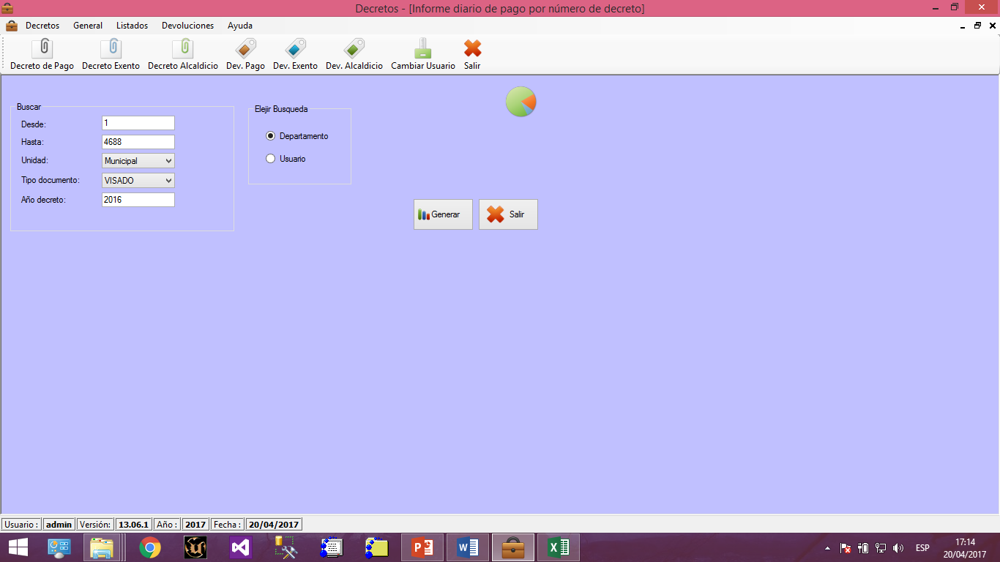 Decretos - [Informe diario de pago por número de decreto]
Decretos General Listados Devoluciones Ayuda
Decreto de Pago Decreto Exento Decreto Alcaldicio Dev. Pago Dev. Exento Dev. Alcaldicio Cambiar Usuario Salir
Buscar
Desde: 1
Hasta: 4688
Unidad: Municipal
Tipo documento: VISADO
Año decreto: 2016
Elejir Busqueda
Departamento
Usuario
Generar Salir
Usuario : admin Versión: 13.06.1 Año : 2017 Fecha : 20/04/2017
ESP
17:14
20/04/2017